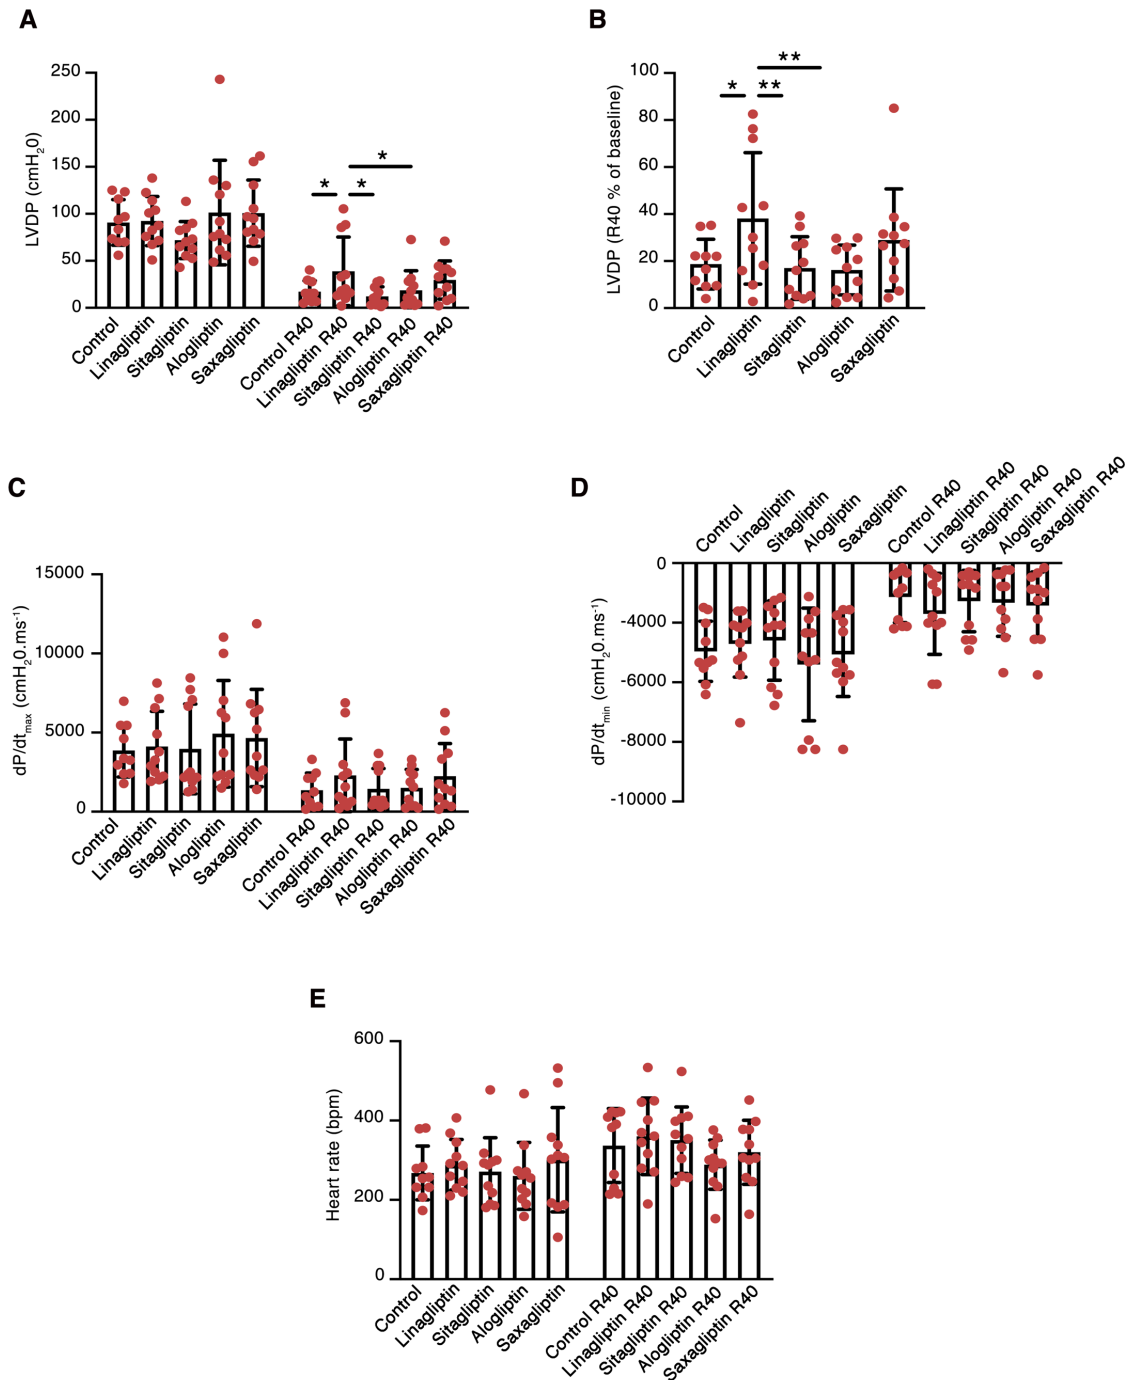 A
LVDP (cmH₂0)
250
200
150
100
50
0
*
*
*
Control
Linagliptin
Sitagliptin
Alogliptin
Saxagliptin
Control R40
Linagliptin R40
Sitagliptin R40
Alogliptin R40
Saxagliptin R40
B
LVDP (R40 % of baseline)
100
80
60
40
20
0
*
**
**
Control
Linagliptin
Sitagliptin
Alogliptin
Saxagliptin
C
dP/dtmax (cmH₂0.ms⁻¹)
15000
10000
5000
0
Control
Linagliptin
Sitagliptin
Alogliptin
Saxagliptin
Control R40
Linagliptin R40
Sitagliptin R40
Alogliptin R40
Saxagliptin R40
D
Control
Linagliptin
Sitagliptin
Alogliptin
Saxagliptin
Control R40
Linagliptin R40
Sitagliptin R40
Alogliptin R40
Saxagliptin R40
dP/dtmin (cmH₂0.ms⁻¹)
0
-2000
-4000
-6000
-8000
-10000
E
Heart rate (bpm)
600
400
200
0
Control
Linagliptin
Sitagliptin
Alogliptin
Saxagliptin
Control R40
Linagliptin R40
Sitagliptin R40
Alogliptin R40
Saxagliptin R40